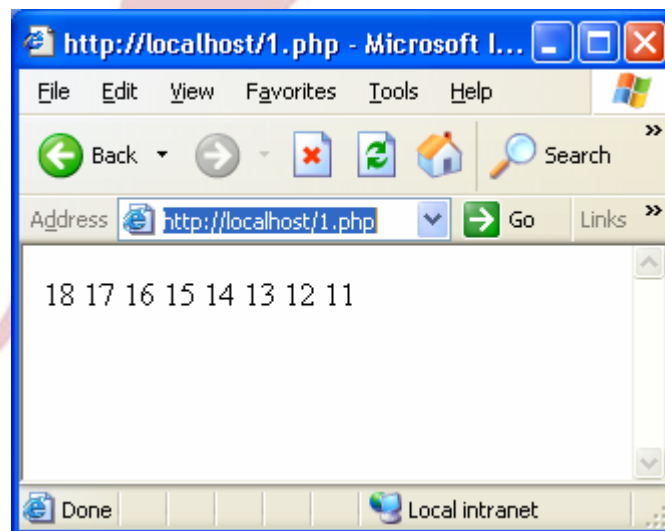 http://localhost/1.php - Microsoft I...
File Edit View Favorites Tools Help
Back Search »
Address http://localhost/1.php Go Links »
18 17 16 15 14 13 12 11
Done Local intranet